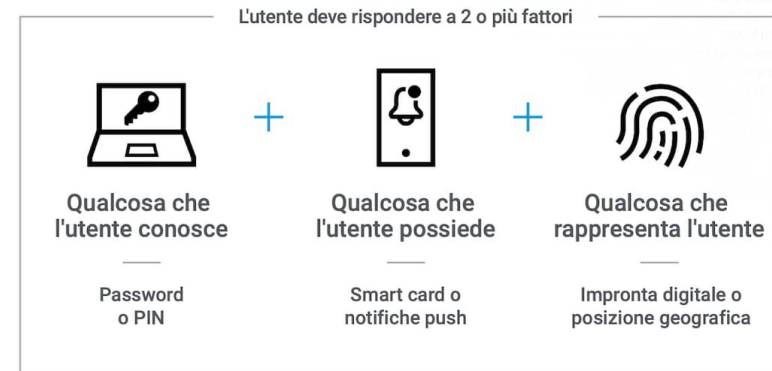 L'utente deve rispondere a 2 o più fattori
Qualcosa che
l'utente conosce
Password
o PIN
Qualcosa che
l'utente possiede
Smart card o
notifiche push
Qualcosa che
rappresenta l'utente
Impronta digitale o
posizione geografica